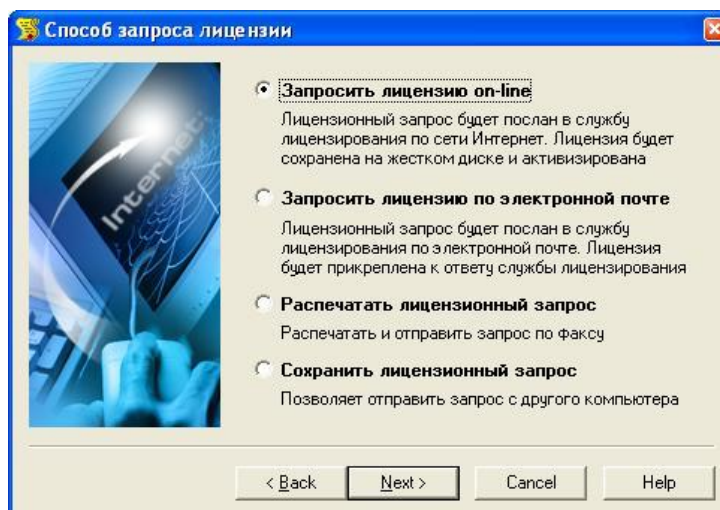 Способ запроса лицензии
Запросить лицензию on-line
Лицензионный запрос будет послан в службу
лицензирования по сети Интернет. Лицензия будет
сохранена на жестком диске и активизирована
Запросить лицензию по электронной почте
Лицензионный запрос будет послан в службу
лицензирования по электронной почте. Лицензия
будет прикреплена к ответу службы лицензирования
Распечатать лицензионный запрос
Распечатать и отправить запрос по факсу
Сохранить лицензионный запрос
Позволяет отправить запрос с другого компьютера
Internet
< Back
Next >
Cancel
Help